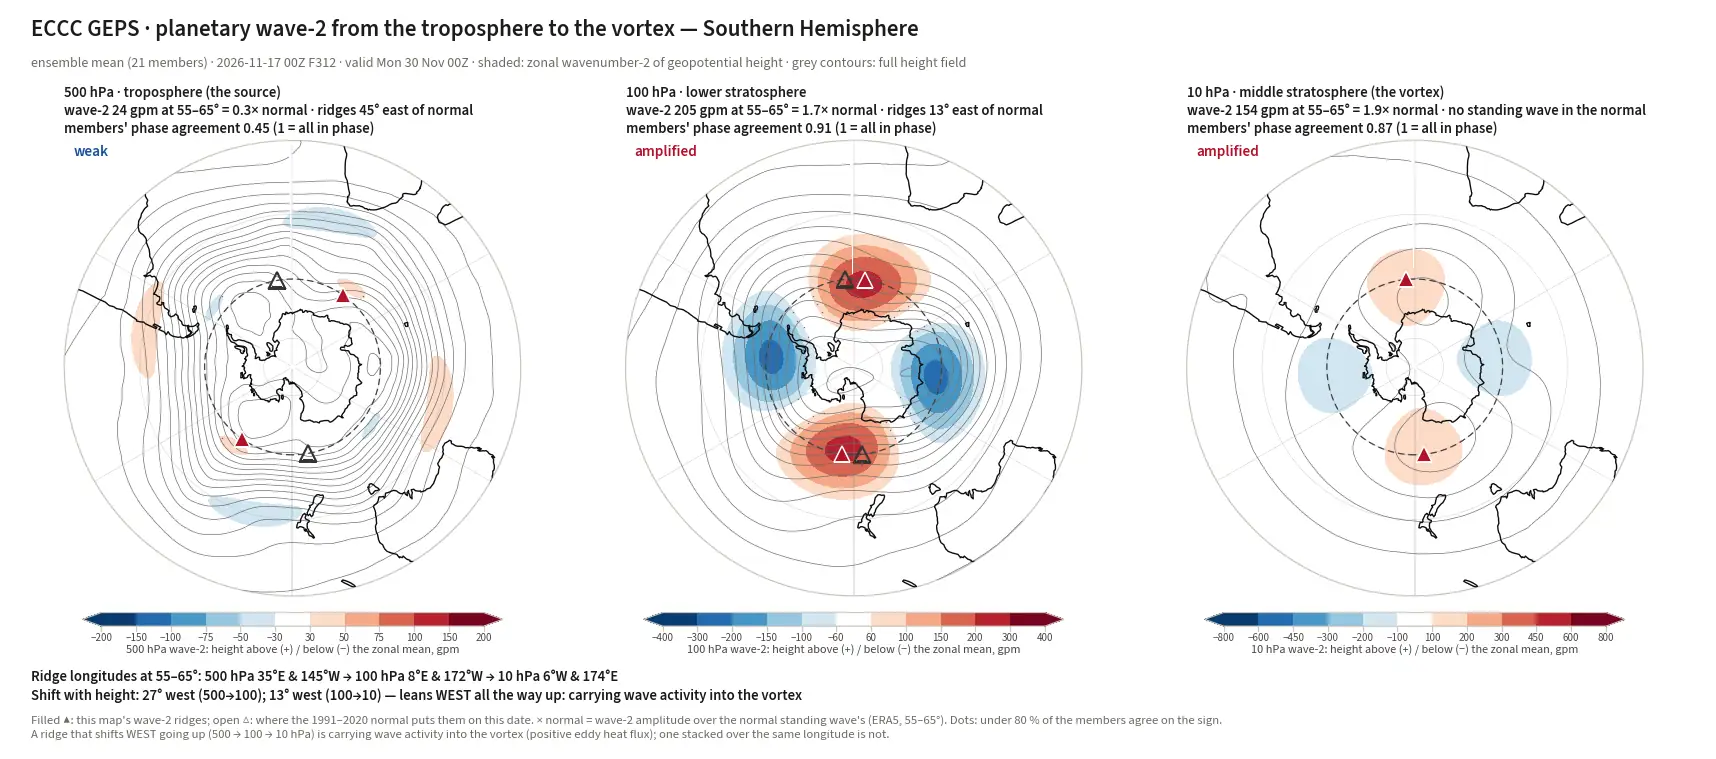 ECCC GEPS · planetary wave-2 from the troposphere to the vortex — Southern Hemisphere
ensemble mean (21 members) · 2026-11-17 00Z F312 · valid Mon 30 Nov 00Z · shaded: zonal wavenumber-2 of geopotential height · grey contours: full height field
500 hPa · troposphere (the source)
wave-2 24 gpm at 55–65° = 0.3× normal · ridges 45° east of normal
members' phase agreement 0.45 (1 = all in phase)
weak
100 hPa · lower stratosphere
wave-2 205 gpm at 55–65° = 1.7× normal · ridges 13° east of normal
members' phase agreement 0.91 (1 = all in phase)
amplified
10 hPa · middle stratosphere (the vortex)
wave-2 154 gpm at 55–65° = 1.9× normal · no standing wave in the normal
members' phase agreement 0.87 (1 = all in phase)
amplified
−200 −150 −100 −75 −50 −30 30 50 75 100 150 200
500 hPa wave-2: height above (+) / below (−) the zonal mean, gpm
−400 −300 −200 −150 −100 −60 60 100 150 200 300 400
100 hPa wave-2: height above (+) / below (−) the zonal mean, gpm
−800 −600 −450 −300 −200 −100 100 200 300 450 600 800
10 hPa wave-2: height above (+) / below (−) the zonal mean, gpm
Ridge longitudes at 55–65°: 500 hPa 35°E & 145°W → 100 hPa 8°E & 172°W → 10 hPa 6°W & 174°E
Shift with height: 27° west (500→100); 13° west (100→10) — leans WEST all the way up: carrying wave activity into the vortex
Filled ▲: this map's wave-2 ridges; open △: where the 1991–2020 normal puts them on this date. × normal = wave-2 amplitude over the normal standing wave's (ERA5, 55–65°). Dots: under 80 % of the members agree on the sign.
A ridge that shifts WEST going up (500 → 100 → 10 hPa) is carrying wave activity into the vortex (positive eddy heat flux); one stacked over the same longitude is not.